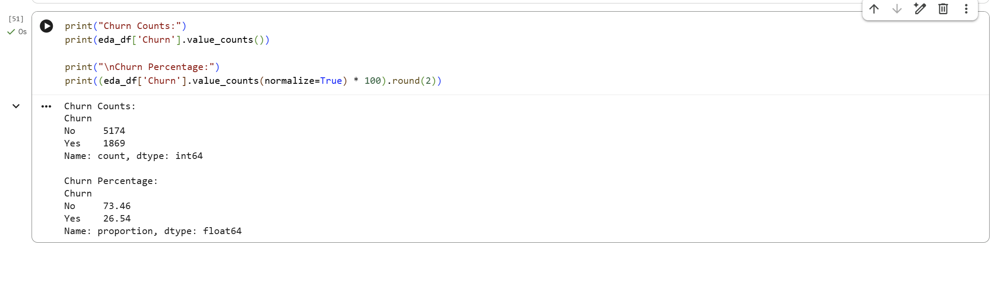 [51]
0s
print("Churn Counts:")
print(eda_df['Churn'].value_counts())
print("\nChurn Percentage:")
print((eda_df['Churn'].value_counts(normalize=True) * 100).round(2))
Churn Counts:
Churn
No     5174
Yes    1869
Name: count, dtype: int64
Churn Percentage:
Churn
No     73.46
Yes    26.54
Name: proportion, dtype: float64